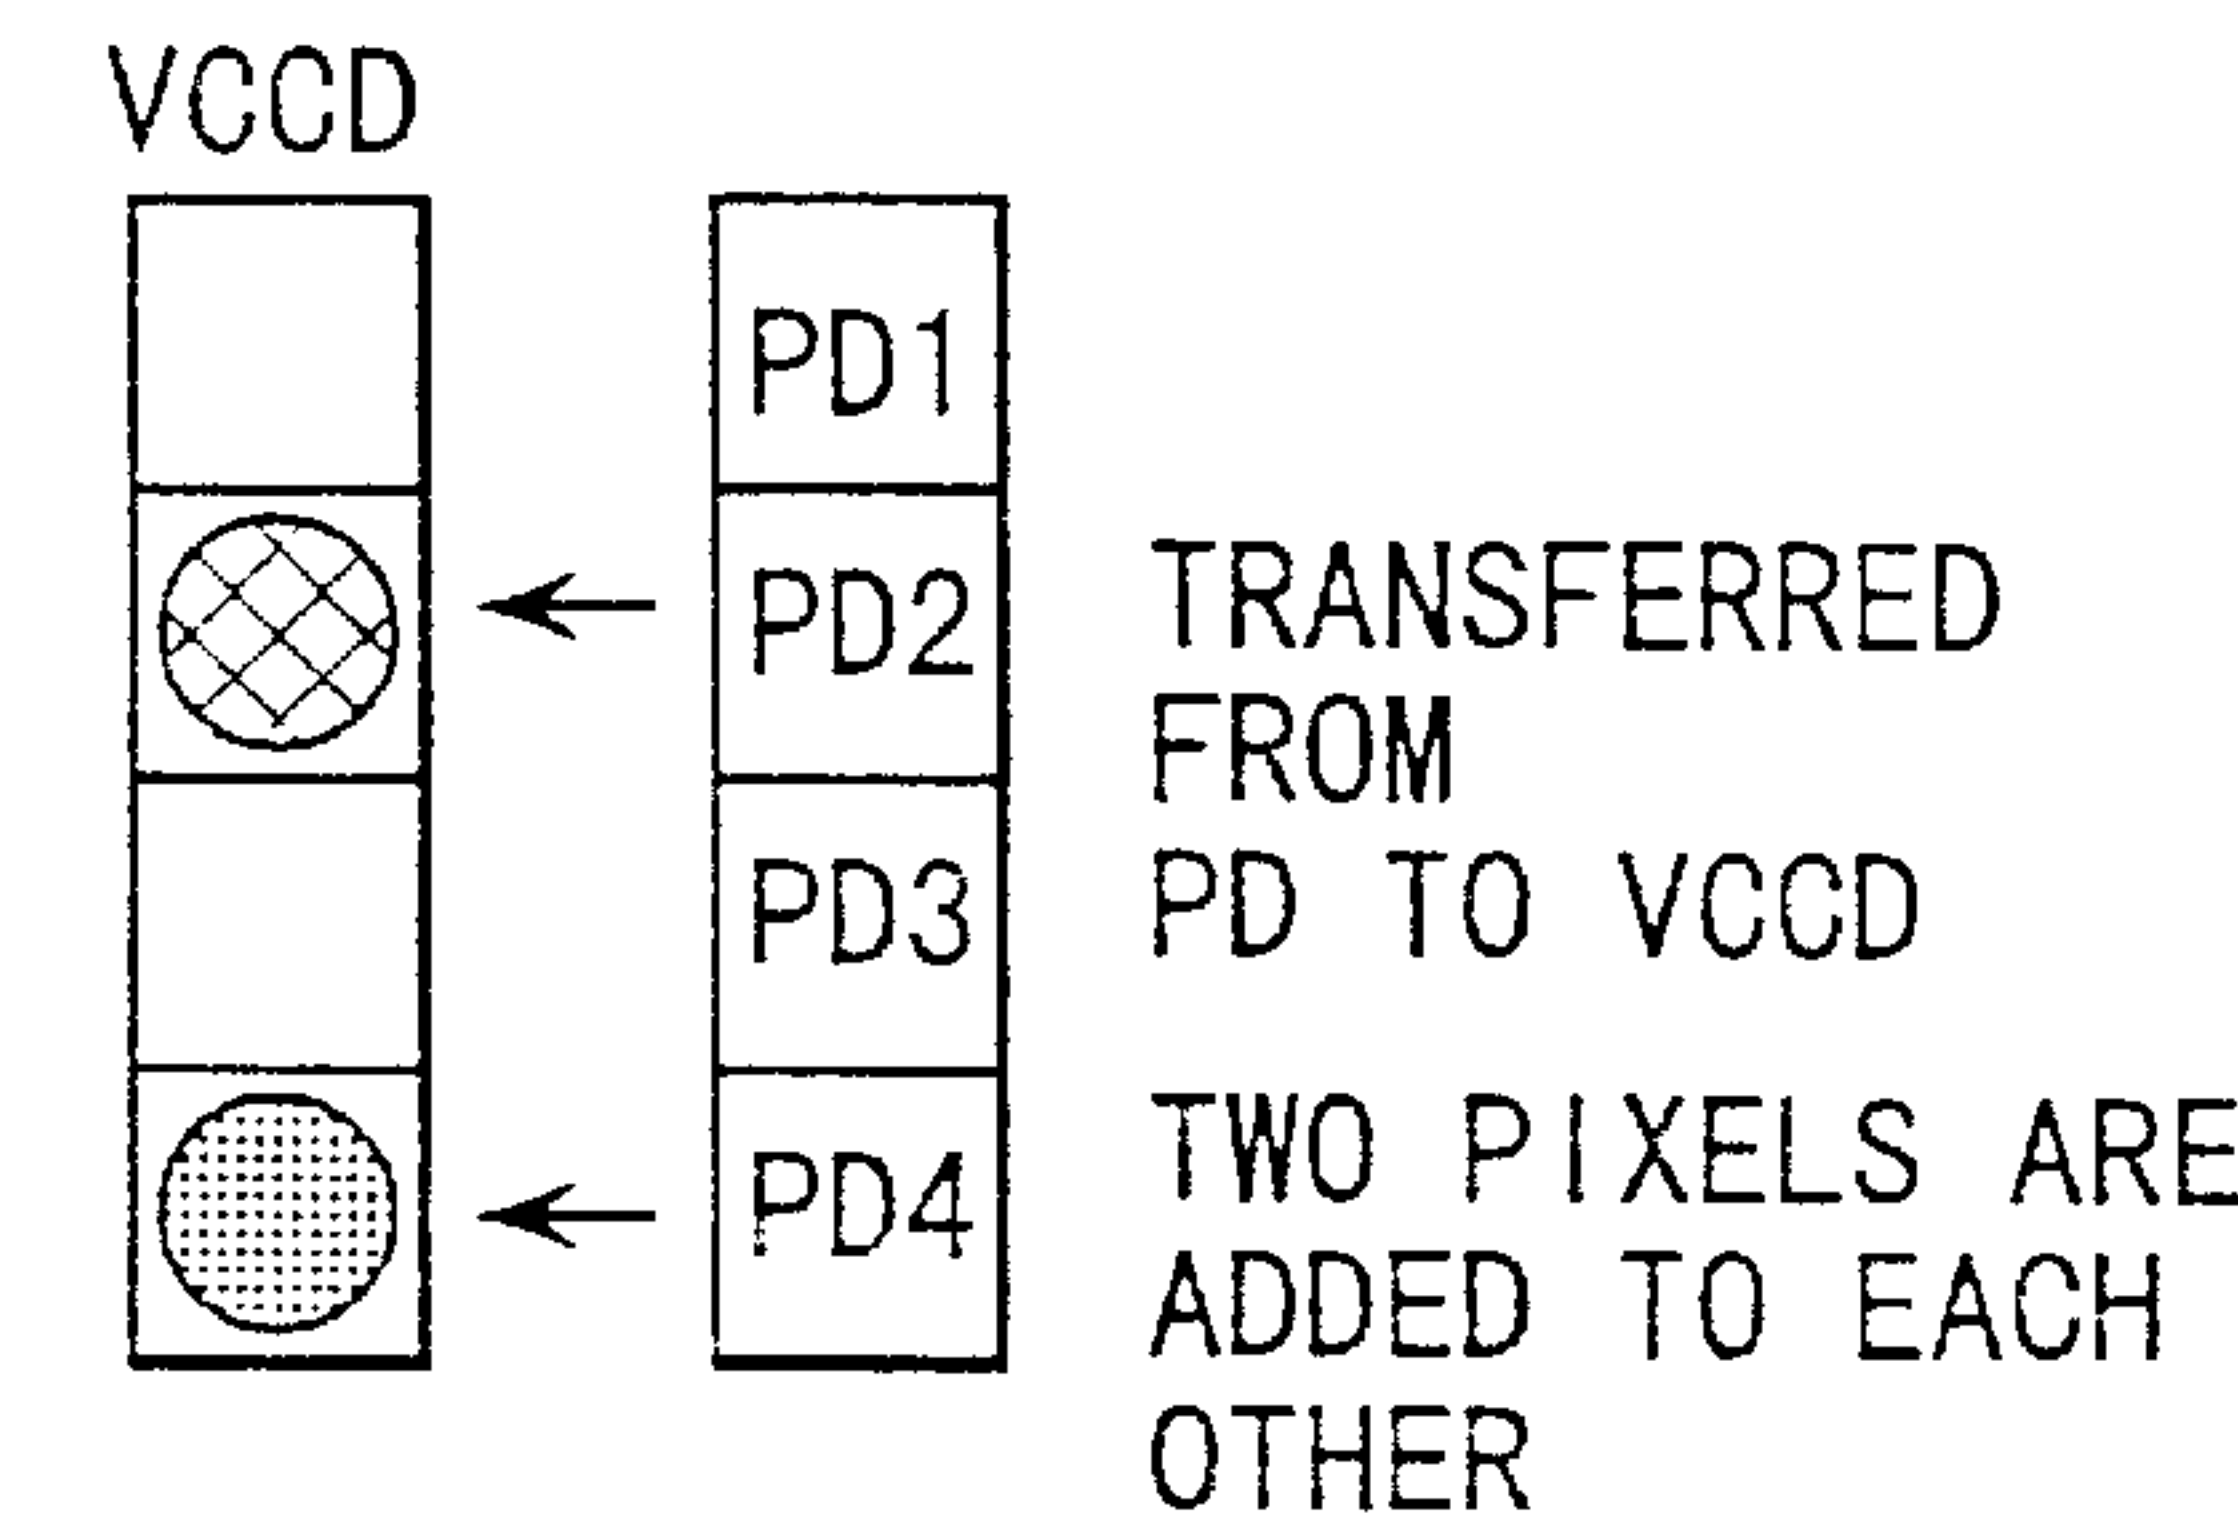 VCCD
PD1
PD2
PD3
PD4
TRANSFERRED
FROM
PD TO VCCD
TWO PIXELS ARE
ADDED TO EACH
OTHER